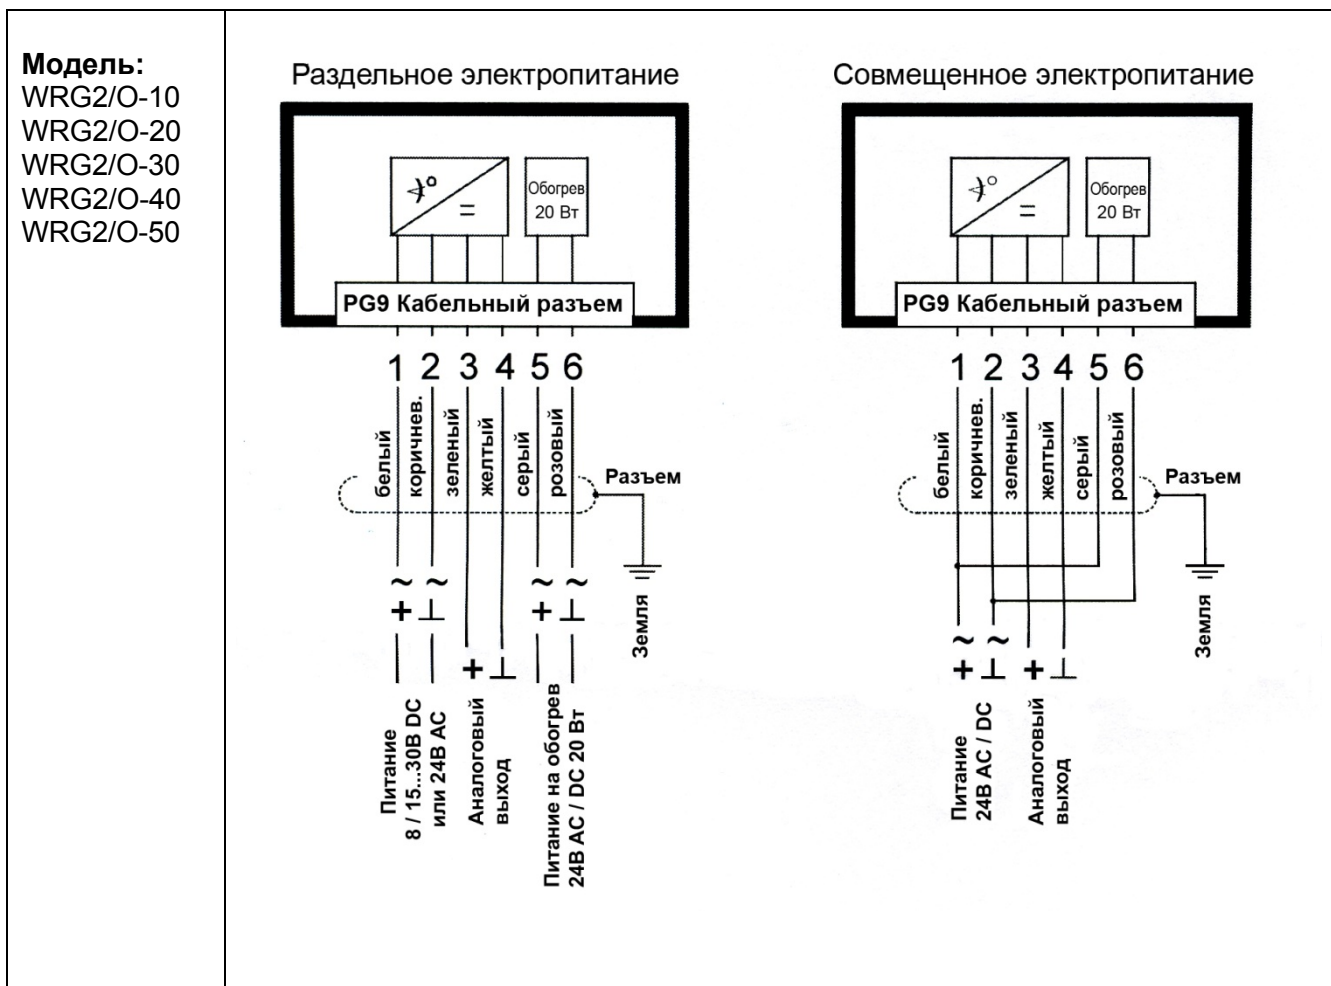 Модель:
WRG2/O-10
WRG2/O-20
WRG2/O-30
WRG2/O-40
WRG2/O-50
Раздельное электропитание
=
Обогрев
20 Вт
PG9 Кабельный разъем
1 2 3 4 5 6
белый
коричнев.
зеленый
желтый
серый
розовый
Разъем
Земля
~ ~ ~ ~
+ ⊥ + ⊥
+ ⊥
Питание
8 / 15...30В DC
или 24В AC
Аналоговый
выход
Питание на обогрев
24В AC / DC 20 Вт
Совмещенное электропитание
=
Обогрев
20 Вт
PG9 Кабельный разъем
1 2 3 4 5 6
белый
коричнев.
зеленый
желтый
серый
розовый
Разъем
Земля
~ ~
+ ⊥ + ⊥
Питание
24В AC / DC
Аналоговый
выход